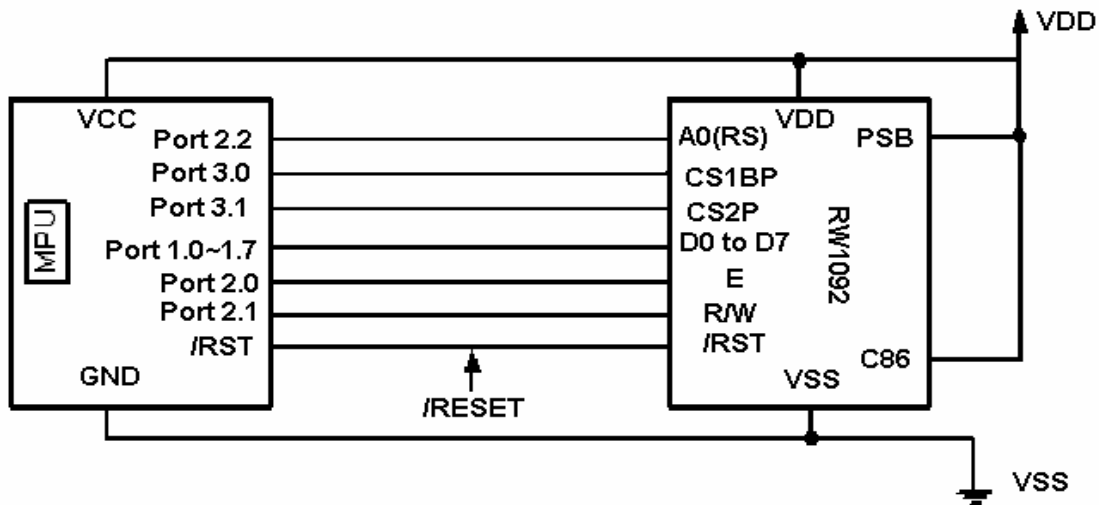 VDD
VCC
Port 2.2
Port 3.0
Port 3.1
Port 1.0~1.7
Port 2.0
Port 2.1
/RST
GND
MPU
/RESET
VDD
A0(RS)
PSB
CS1BP
CS2P
D0 to D7
E
R/W
/RST
RW1092
C86
VSS
VSS